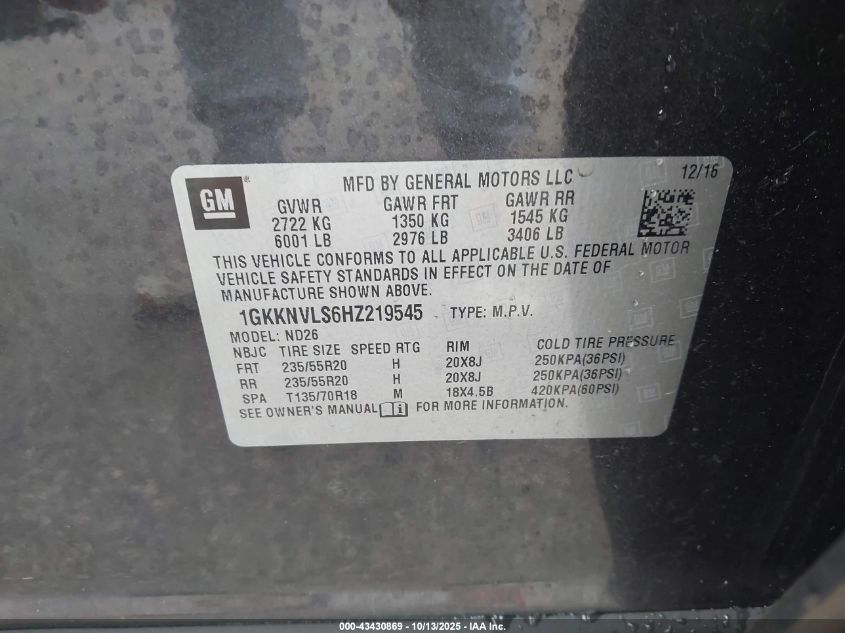 GM
MFD BY GENERAL MOTORS LLC 12/16
GVWR GAWR FRT GAWR RR
2722 KG 1350 KG 1545 KG
6001 LB 2976 LB 3406 LB
THIS VEHICLE CONFORMS TO ALL APPLICABLE U.S. FEDERAL MOTOR
VEHICLE SAFETY STANDARDS IN EFFECT ON THE DATE OF
MANUFACTURE SHOWN ABOVE.
1GKKNVLS6HZ219545 TYPE: M.P.V.
MODEL: ND26
NBJC TIRE SIZE SPEED RTG RIM COLD TIRE PRESSURE
FRT 235/55R20 H 20X8J 250KPA(36PSI)
RR 235/55R20 H 20X8J 250KPA(36PSI)
SPA T135/70R18 M 18X4.5B 420KPA(60PSI)
SEE OWNER'S MANUAL FOR MORE INFORMATION.
000-43430869 - 10/13/2025 - IAA Inc.